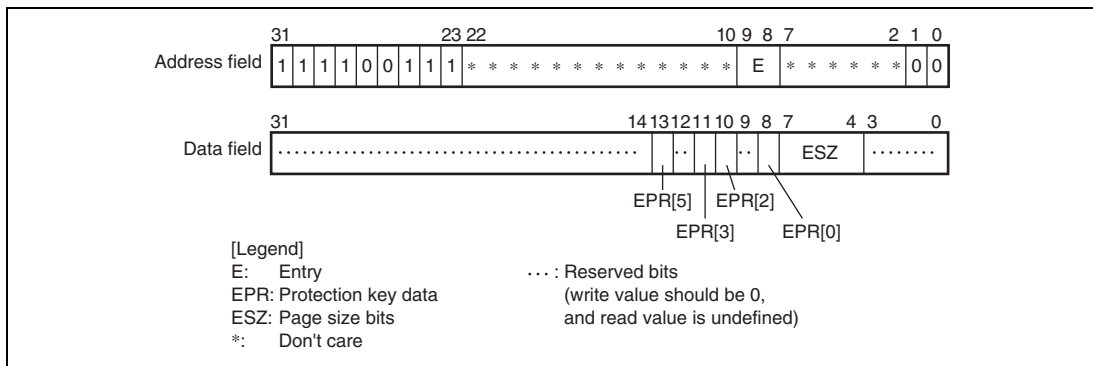 31 23 22 10 9 8 7 2 1 0
Address field 1 1 1 1 0 0 1 1 1 * * * * * * * * * * * * * E * * * * * * 0 0
31 14 13 12 11 10 9 8 7 4 3 0
Data field ESZ
EPR[5] EPR[2]
EPR[3] EPR[0]
[Legend]
E: Entry ··· : Reserved bits
EPR: Protection key data (write value should be 0,
ESZ: Page size bits and read value is undefined)
*: Don't care